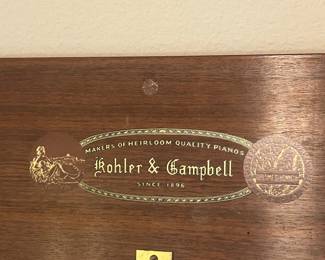 MAKERS OF HEIRLOOM QUALITY PIANOS
Kohler & Campbell
SINCE 1896